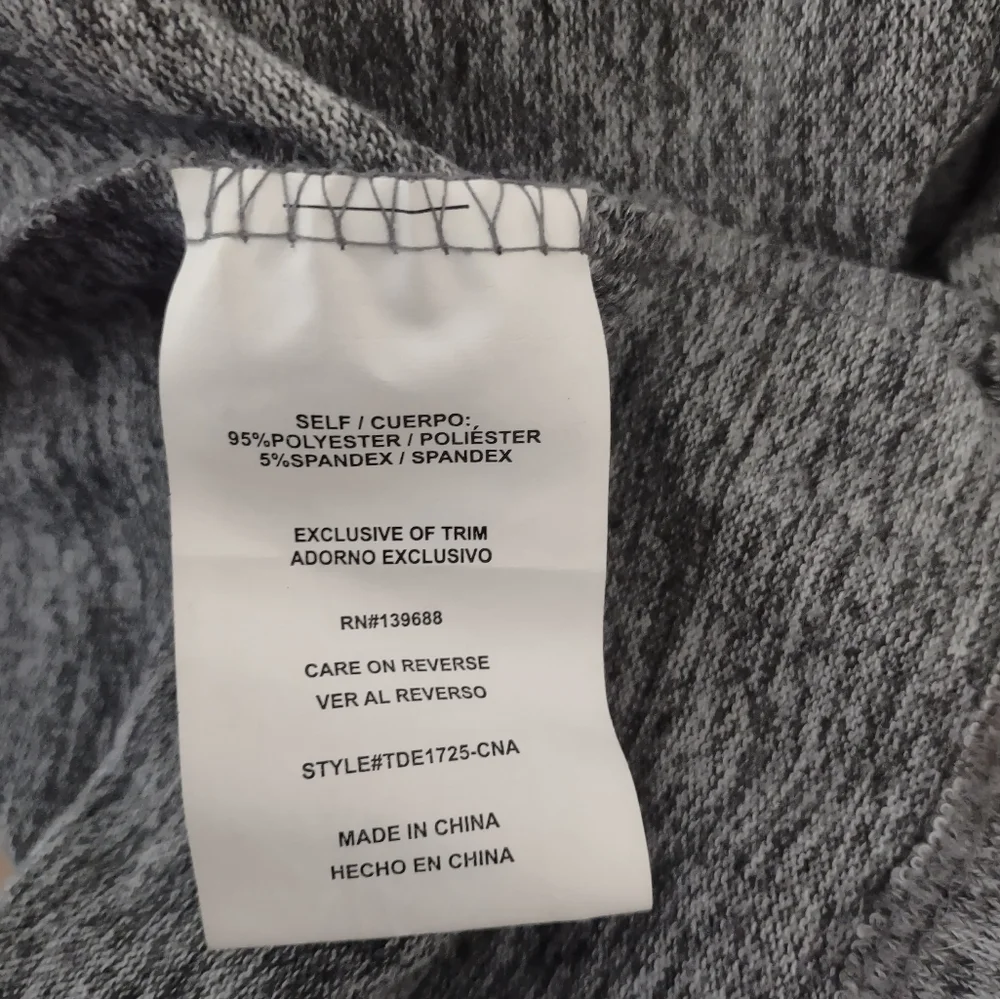 SELF / CUERPO:
95%POLYESTER / POLIÉSTER
5%SPANDEX / SPANDEX
EXCLUSIVE OF TRIM
ADORNO EXCLUSIVO
RN#139688
CARE ON REVERSE
VER AL REVERSO
STYLE#TDE1725-CNA
MADE IN CHINA
HECHO EN CHINA